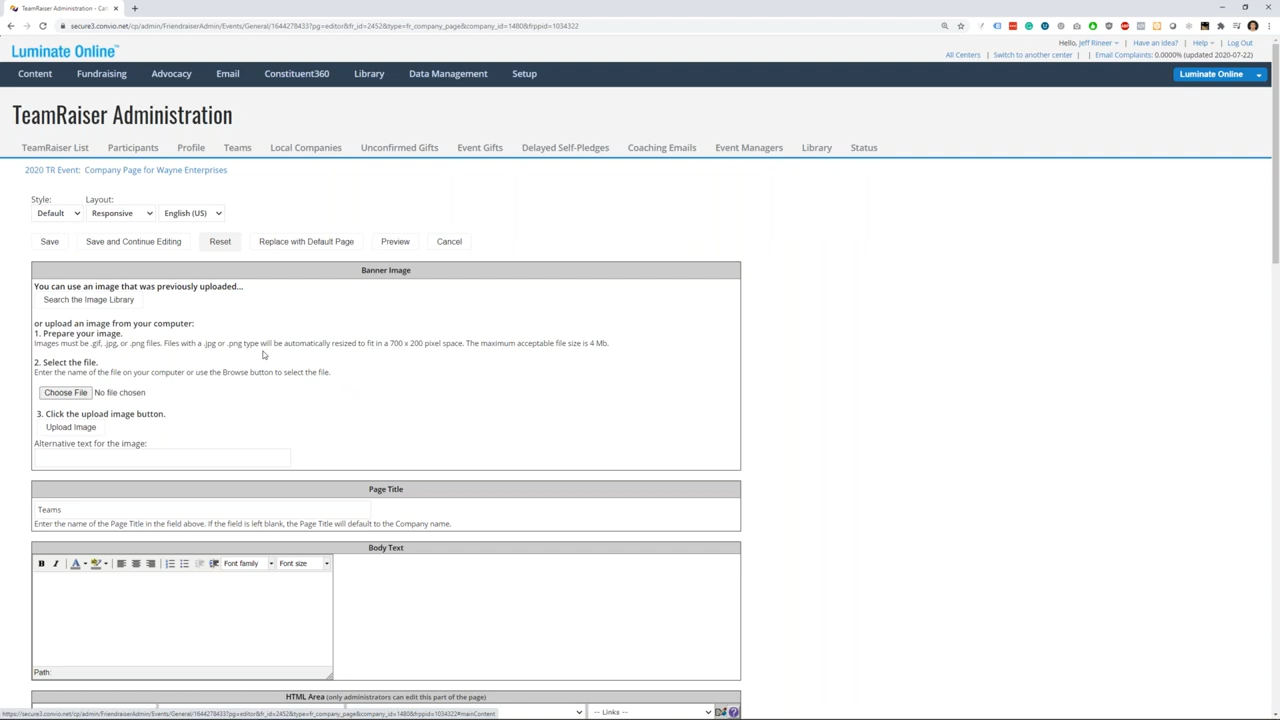 TeamRaiser Administration - Cal
secure3.convio.net/cp/admin/FriendraiserAdmin/Events/General/1644278433?pg=editor&fr_id=2452&type=fr_company_page&company_id=1480&frppid=1034322
Luminate Online™
Hello, Jeff Rineer | Have an idea? | Help | Log Out
All Centers | Switch to another center | Email Complaints: 0.0000% (updated 2020-07-22)
Content Fundraising Advocacy Email Constituent360 Library Data Management Setup Luminate Online
TeamRaiser Administration
TeamRaiser List Participants Profile Teams Local Companies Unconfirmed Gifts Event Gifts Delayed Self-Pledges Coaching Emails Event Managers Library Status
2020 TR Event: Company Page for Wayne Enterprises
Style: Layout:
Default Responsive English (US)
Save Save and Continue Editing Reset Replace with Default Page Preview Cancel
Banner Image
You can use an image that was previously uploaded...
Search the Image Library
or upload an image from your computer:
1. Prepare your image.
Images must be .gif, .jpg, or .png files. Files with a .jpg or .png type will be automatically resized to fit in a 700 x 200 pixel space. The maximum acceptable file size is 4 Mb.
2. Select the file.
Enter the name of the file on your computer or use the Browse button to select the file.
Choose File No file chosen
3. Click the upload image button.
Upload Image
Alternative text for the image:
Page Title
Teams
Enter the name of the Page Title in the field above. If the field is left blank, the Page Title will default to the Company name.
Body Text
B I A Font family Font size
Path:
HTML Area (only administrators can edit this part of the page)
-- Links --
https://secure3.convio.net/cp/admin/FriendraiserAdmin/Events/General/1644278433?pg=editor&fr_id=2452&type=fr_company_page&company_id=1480&frppid=1034322#mainContent